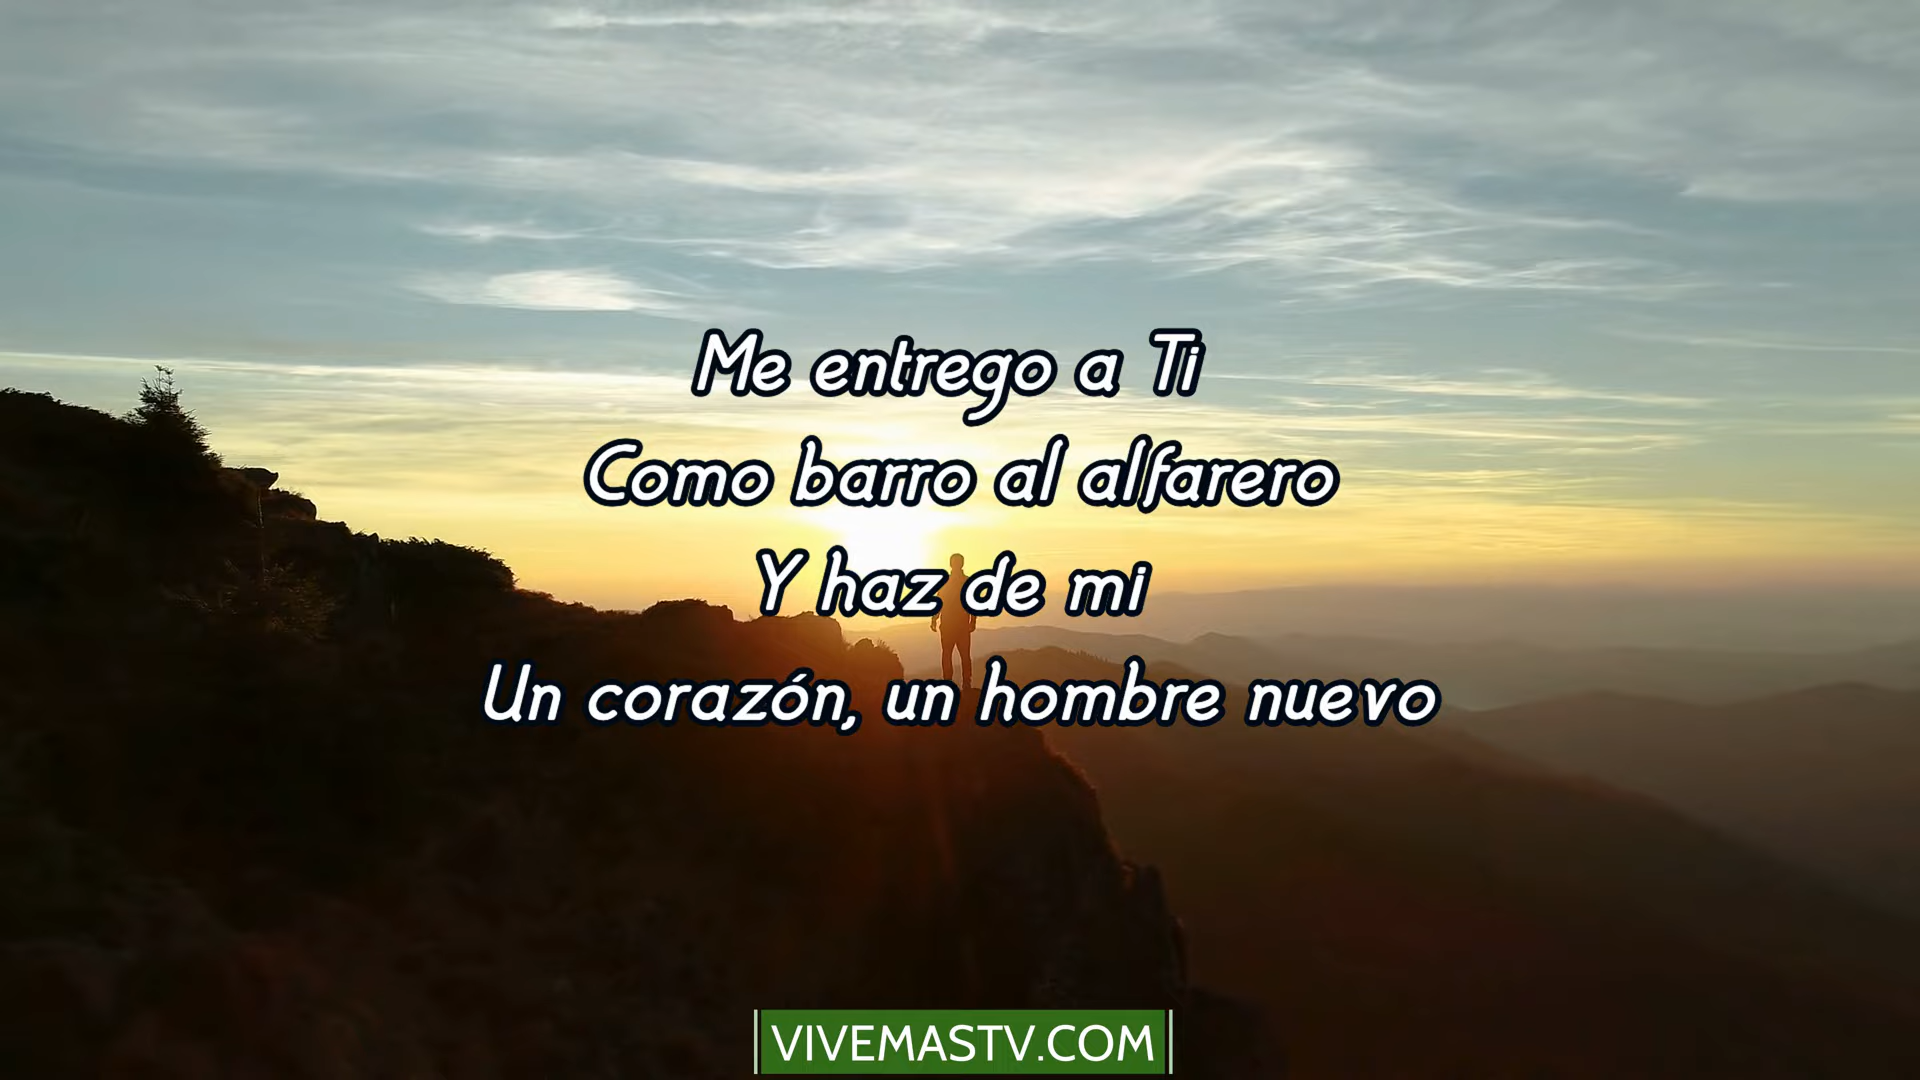 Me entrego a Ti
Como barro al alfarero
Y haz de mi
Un corazón, un hombre nuevo
VIVEMASTV.COM